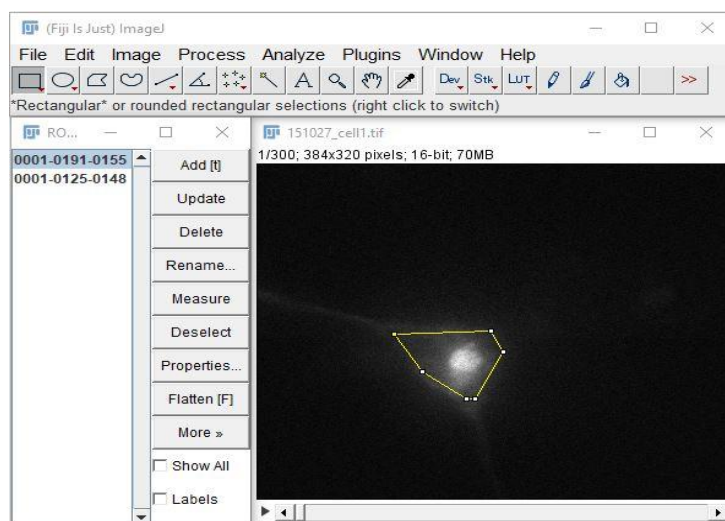 (Fiji Is Just) ImageJ
File Edit Image Process Analyze Plugins Window Help
A Dev Stk LUT >>
*Rectangular* or rounded rectangular selections (right click to switch)
RO...
0001-0191-0155
0001-0125-0148
Add [t]
Update
Delete
Rename...
Measure
Deselect
Properties...
Flatten [F]
More »
Show All
Labels
151027_cell1.tif
1/300; 384x320 pixels; 16-bit; 70MB